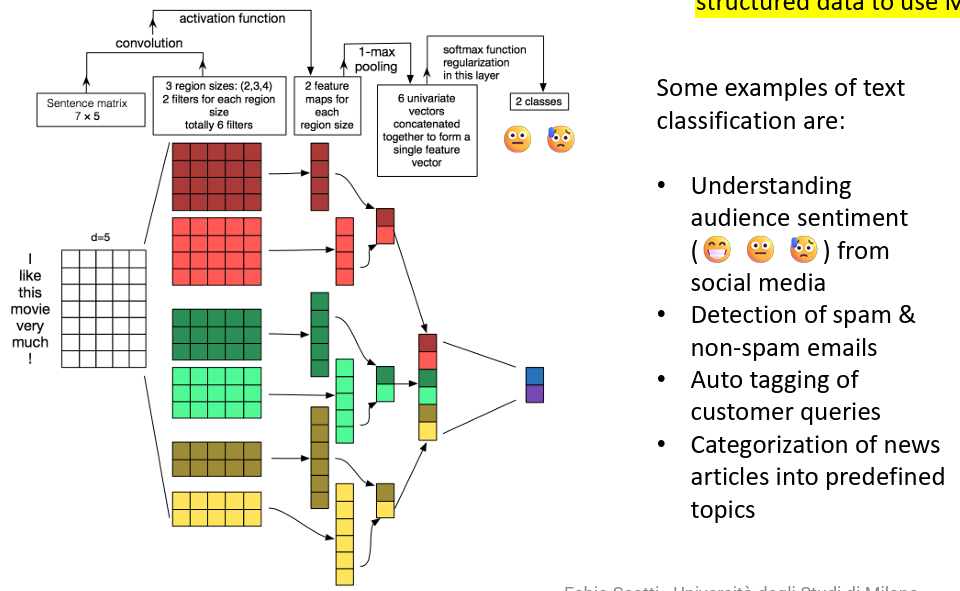 structured data to use M
activation function
convolution
1-max
pooling
softmax function
regularization
in this layer
Sentence matrix
7 × 5
3 region sizes: (2,3,4)
2 filters for each region
size
totally 6 filters
2 feature
maps for
each
region size
6 univariate
vectors
concatenated
together to form a
single feature
vector
2 classes
d=5
I
like
this
movie
very
much
!
Some examples of text
classification are:
• Understanding
audience sentiment
(😁 😐 😰) from
social media
• Detection of spam &
non-spam emails
• Auto tagging of
customer queries
• Categorization of news
articles into predefined
topics
Fabio Scotti - Università degli Studi di Milano